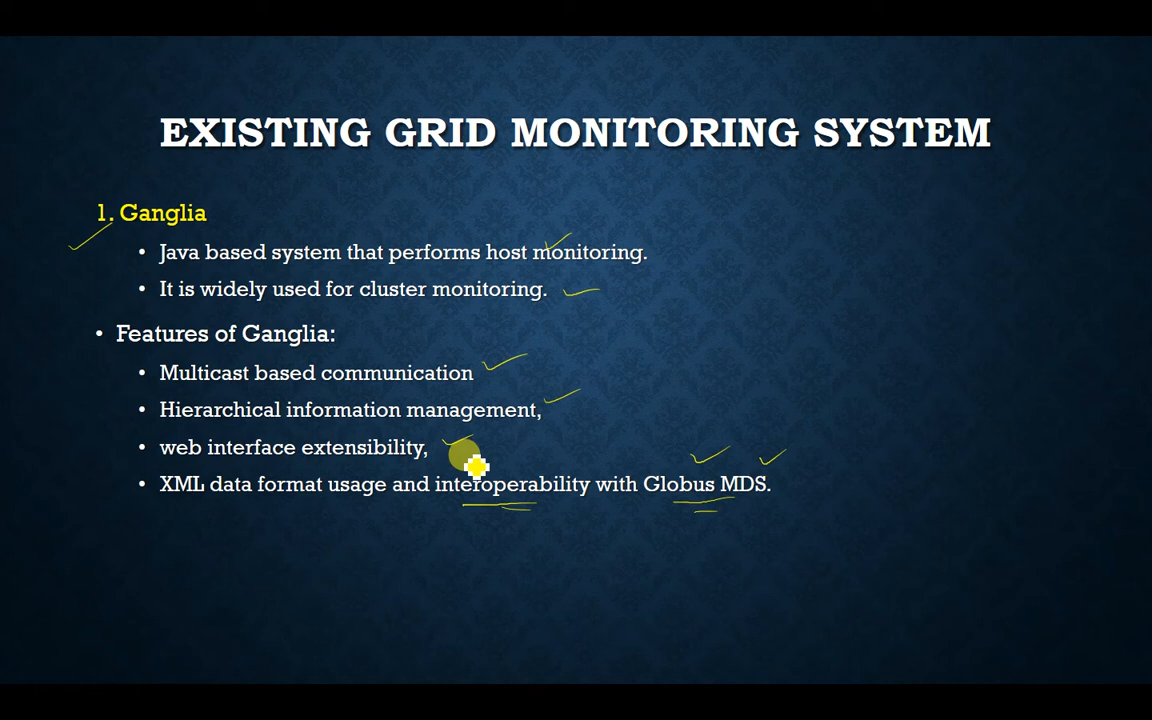 EXISTING GRID MONITORING SYSTEM
1. Ganglia
• Java based system that performs host monitoring.
• It is widely used for cluster monitoring.
• Features of Ganglia:
• Multicast based communication
• Hierarchical information management,
• web interface extensibility,
• XML data format usage and interoperability with Globus MDS.